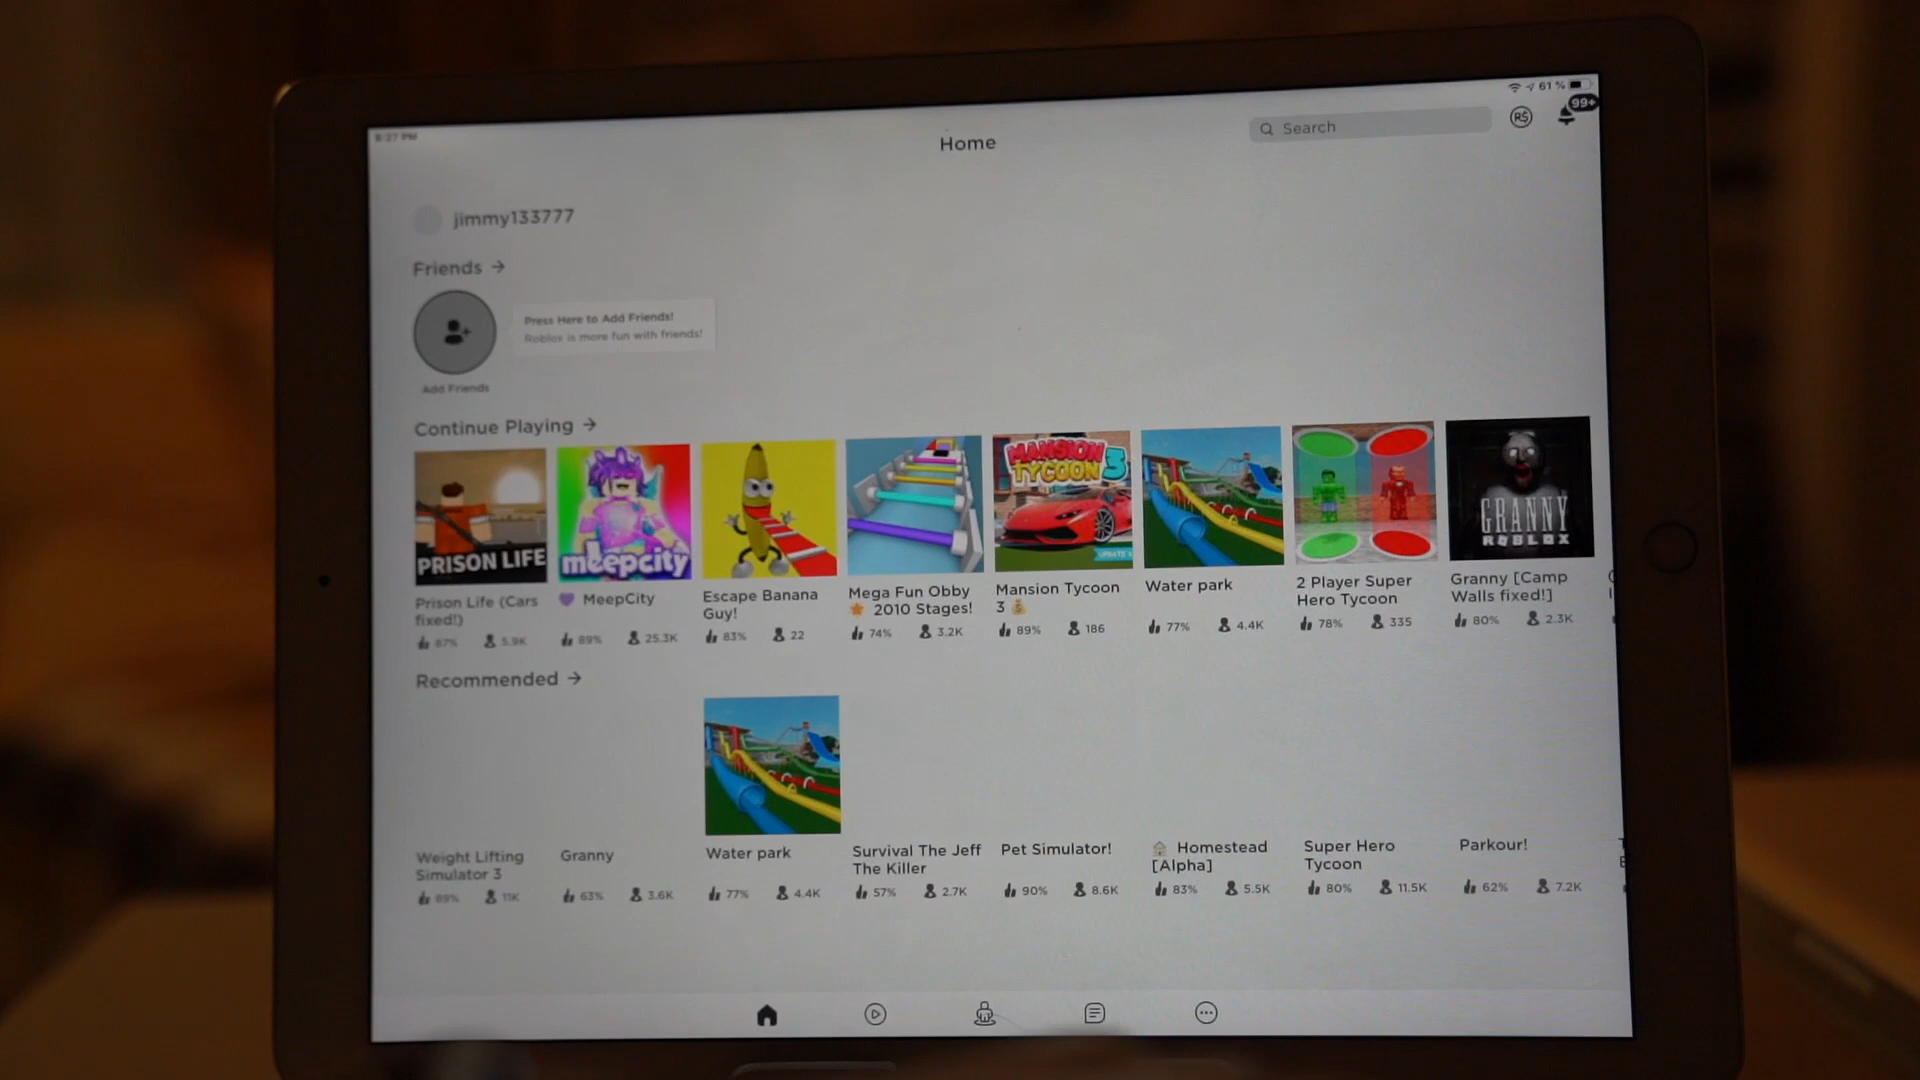 8:27 PM
61 %
Home
Search
R$
99+
jimmy133777
Friends →
Press Here to Add Friends!
Roblox is more fun with friends!
Add Friends
Continue Playing →
PRISON LIFE
meepcity
MANSION
TYCOON 3
UPDATE
GRANNY
ROBLOX
Prison Life (Cars
fixed!)
87% 5.9K
💜 MeepCity
89% 25.3K
Escape Banana
Guy!
83% 22
Mega Fun Obby
⭐ 2010 Stages!
74% 3.2K
Mansion Tycoon
3 💰
89% 186
Water park
77% 4.4K
2 Player Super
Hero Tycoon
78% 335
Granny [Camp
Walls fixed!]
80% 2.3K
Recommended →
Weight Lifting
Simulator 3
89% 11K
Granny
63% 3.6K
Water park
77% 4.4K
Survival The Jeff
The Killer
57% 2.7K
Pet Simulator!
90% 8.6K
🏠 Homestead
[Alpha]
83% 5.5K
Super Hero
Tycoon
80% 11.5K
Parkour!
62% 7.2K